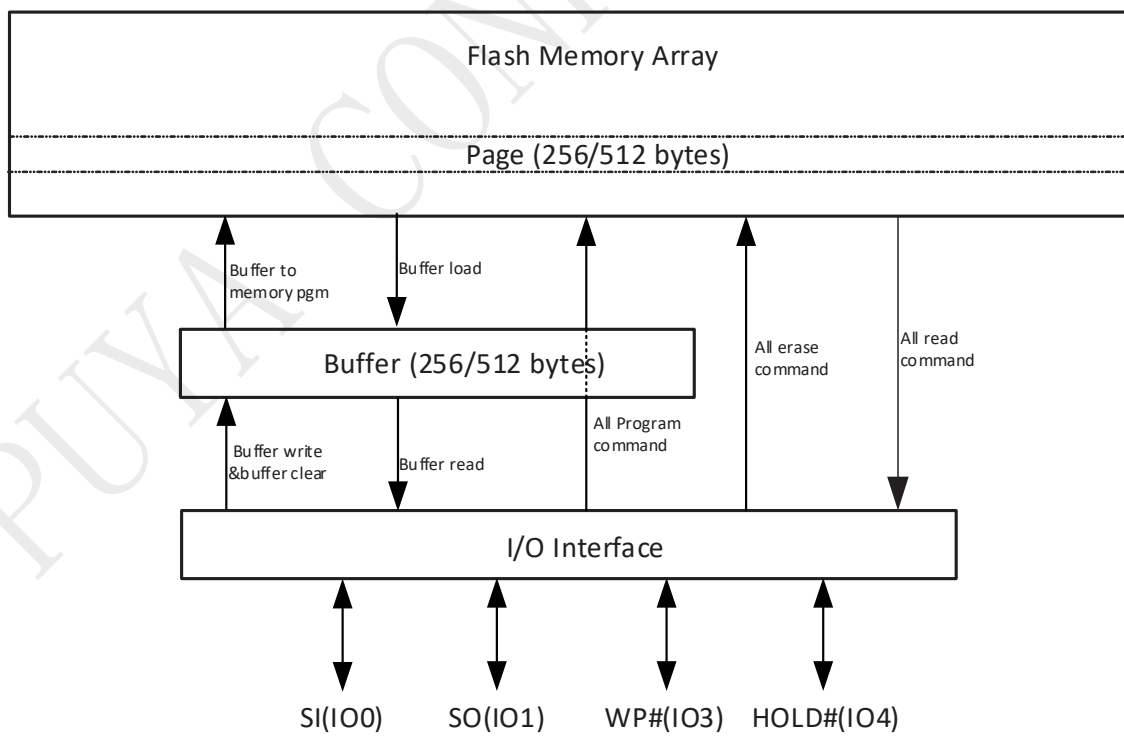 Flash Memory Array
Page (256/512 bytes)
Buffer to
memory pgm
Buffer load
All erase
command
All read
command
Buffer (256/512 bytes)
Buffer write
&buffer clear
Buffer read
All Program
command
I/O Interface
SI(IO0)
SO(IO1)
WP#(IO3)
HOLD#(IO4)
PUYA CON